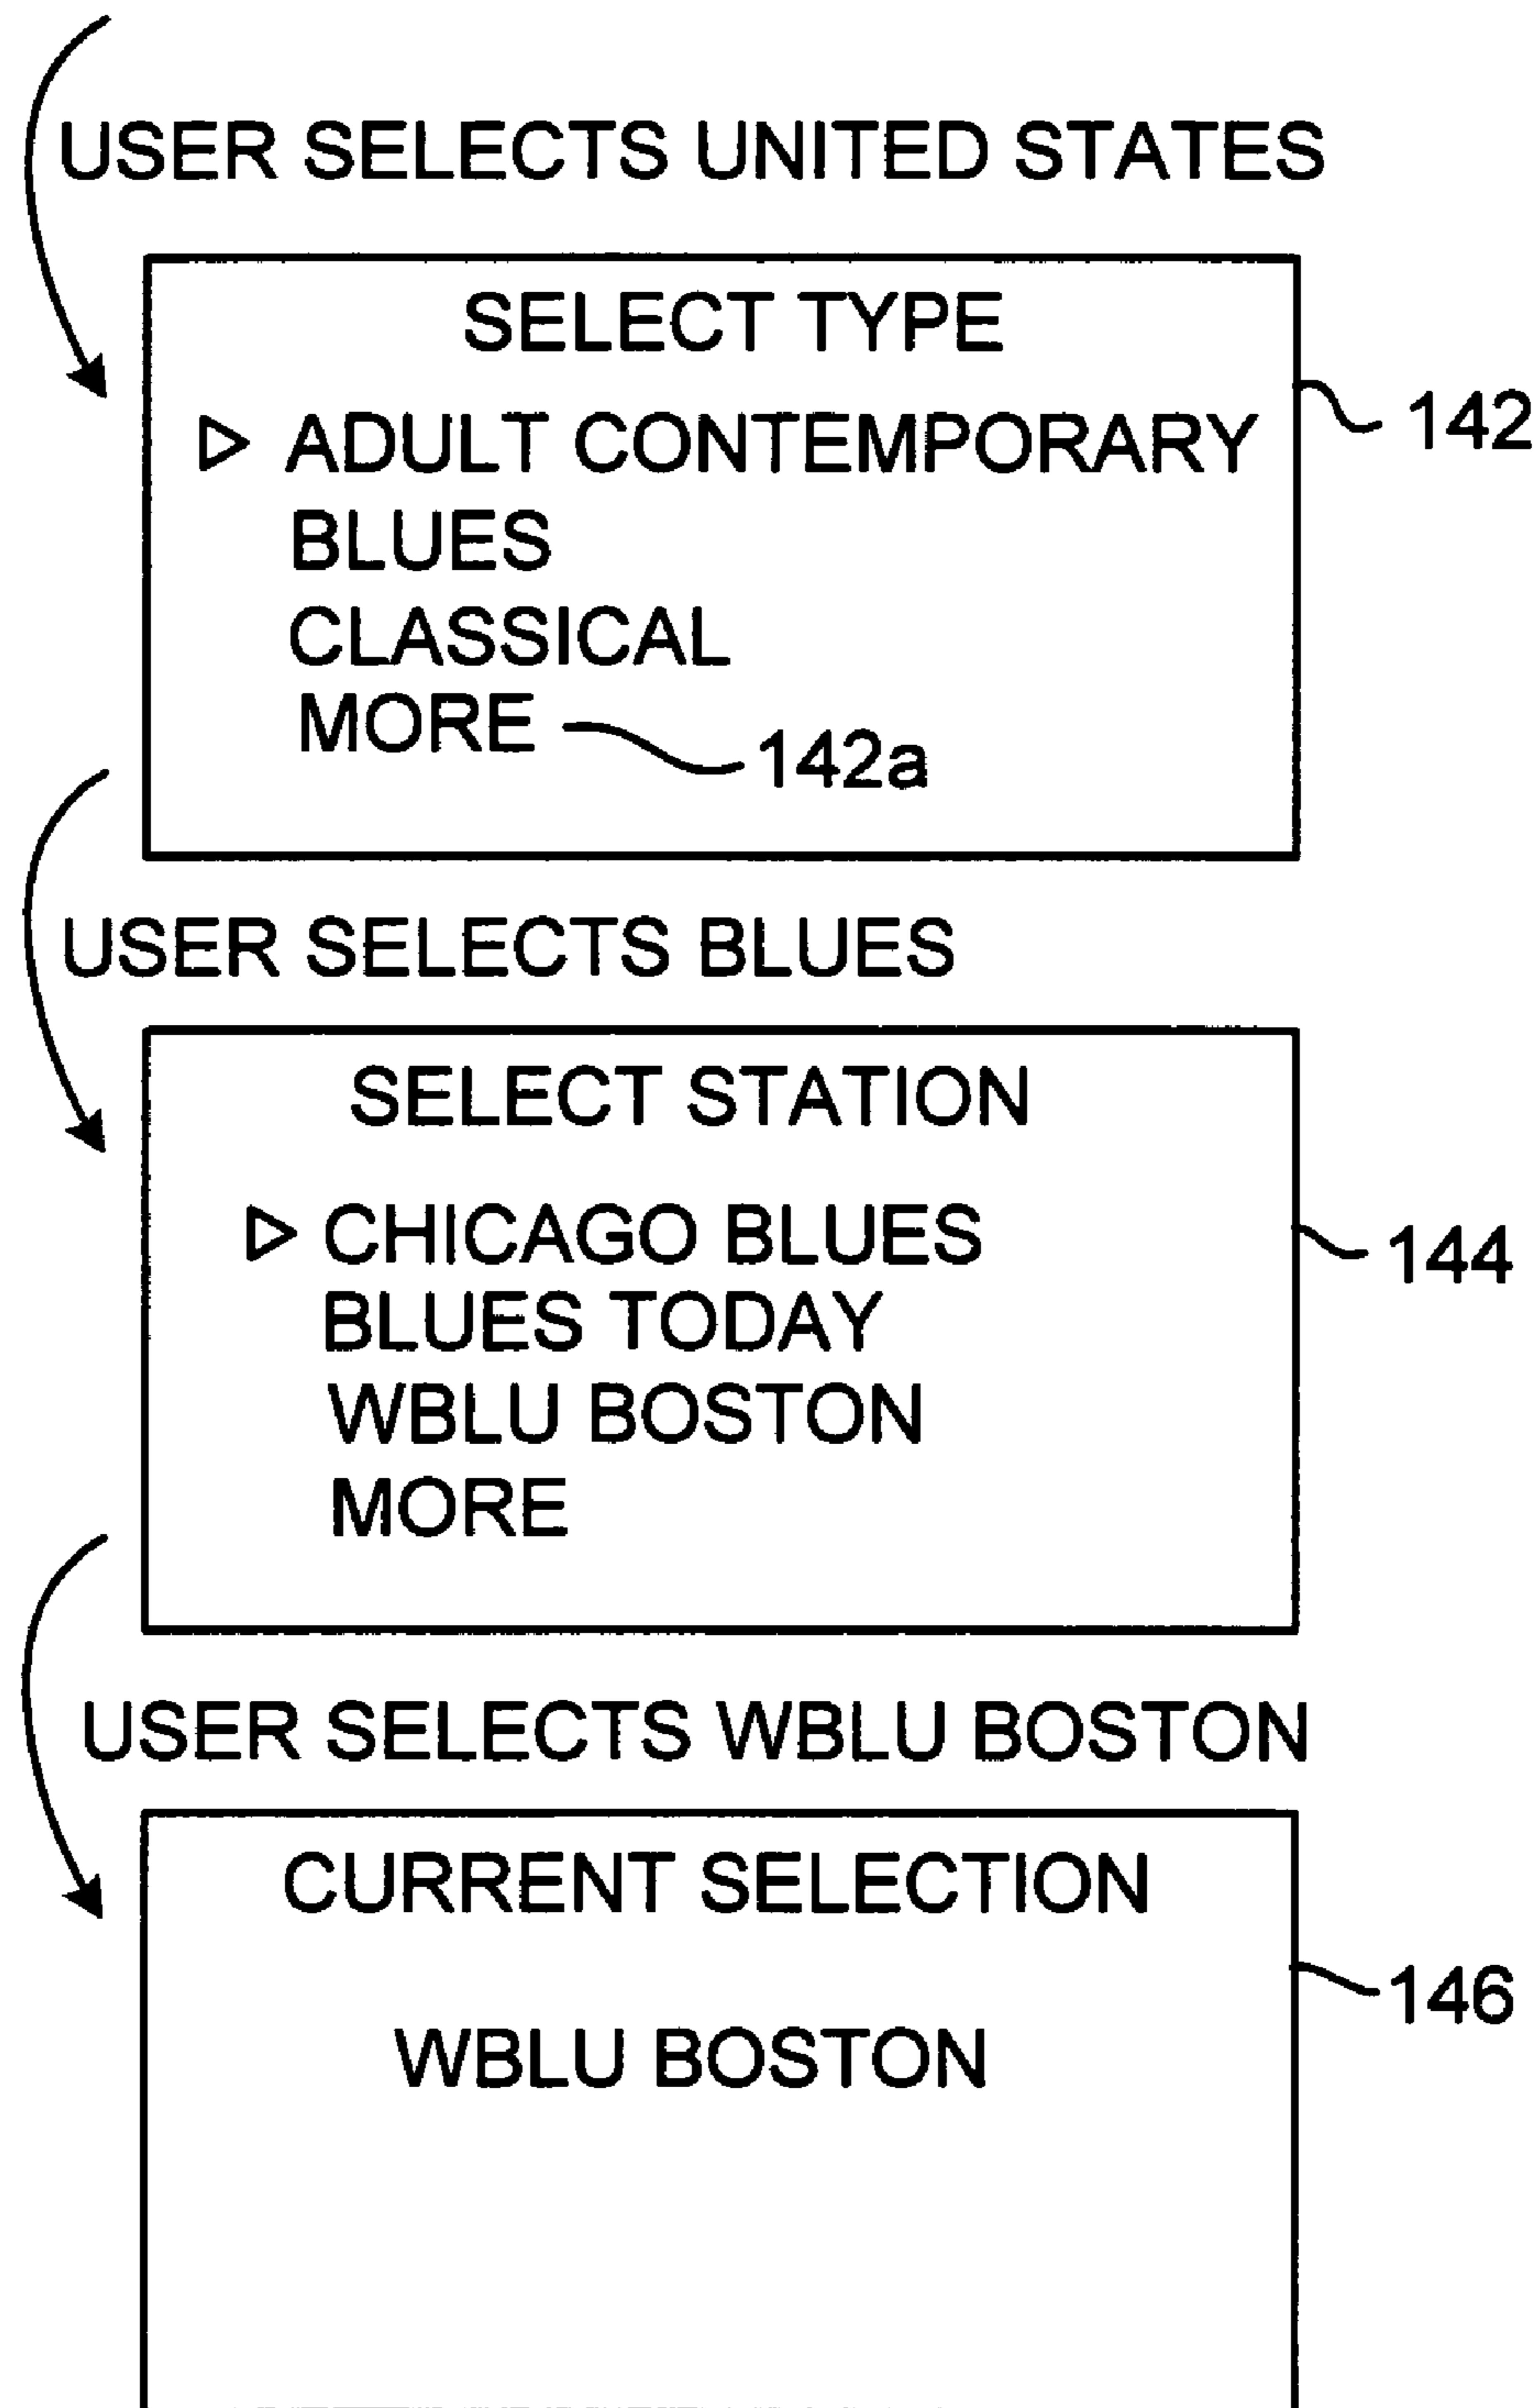 USER SELECTS UNITED STATES
SELECT TYPE
ADULT CONTEMPORARY
142
BLUES
CLASSICAL
MORE
142a
USER SELECTS BLUES
SELECT STATION
CHICAGO BLUES
144
BLUES TODAY
WBLU BOSTON
MORE
USER SELECTS WBLU BOSTON
CURRENT SELECTION
146
WBLU BOSTON